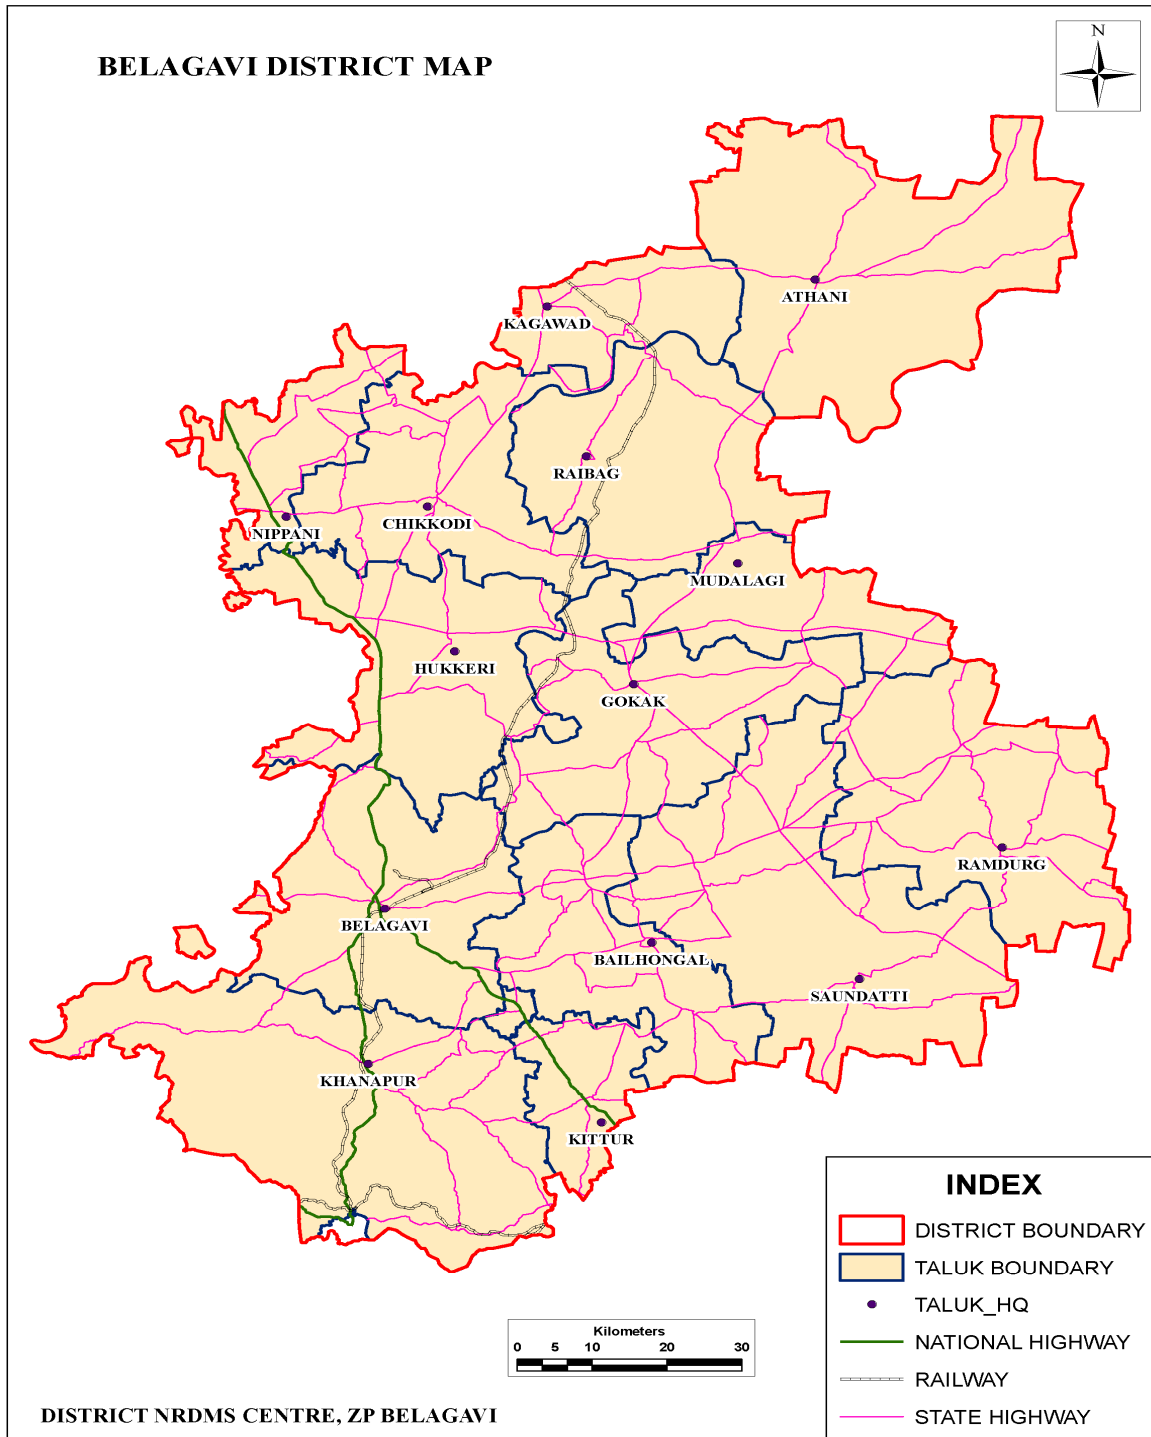 BELAGAVI DISTRICT MAP
N
ATHANI
KAGAWAD
RAIBAG
CHIKKODI
NIPPANI
MUDALAGI
HUKKERI
GOKAK
RAMDURG
BELAGAVI
BAILHONGAL
SAUNDATTI
KHANAPUR
KITTUR
INDEX
DISTRICT BOUNDARY
TALUK BOUNDARY
TALUK_HQ
NATIONAL HIGHWAY
RAILWAY
STATE HIGHWAY
Kilometers
0 5 10 20 30
DISTRICT NRDMS CENTRE, ZP BELAGAVI